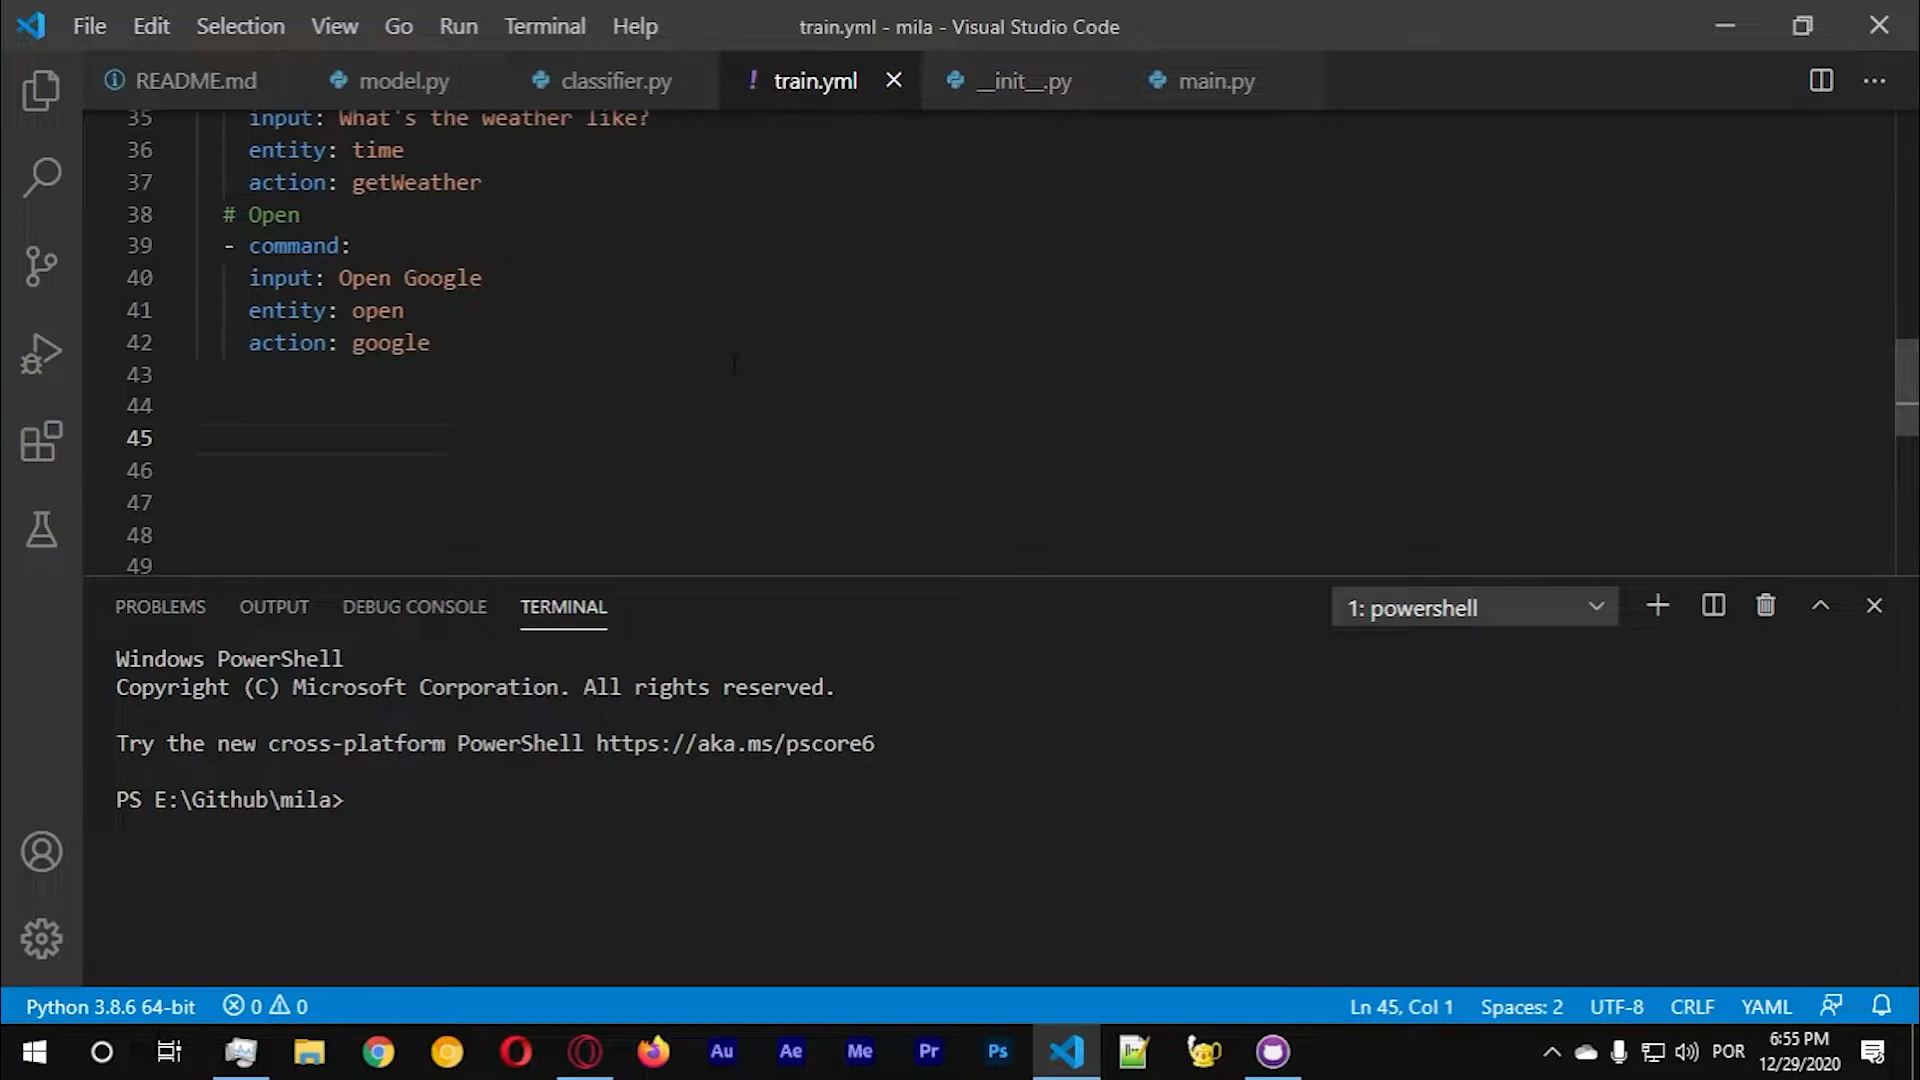 File Edit Selection View Go Run Terminal Help train.yml - mila - Visual Studio Code
README.md model.py classifier.py ! train.yml __init__.py main.py
35 input: What's the weather like?
36 entity: time
37 action: getWeather
38 # Open
39 - command:
40 input: Open Google
41 entity: open
42 action: google
43
44
45
46
47
48
49
PROBLEMS OUTPUT DEBUG CONSOLE TERMINAL 1: powershell
Windows PowerShell
Copyright (C) Microsoft Corporation. All rights reserved.
Try the new cross-platform PowerShell https://aka.ms/pscore6
PS E:\Github\mila>
Python 3.8.6 64-bit 0 0 Ln 45, Col 1 Spaces: 2 UTF-8 CRLF YAML
Au Ae Me Pr Ps POR 6:55 PM
12/29/2020